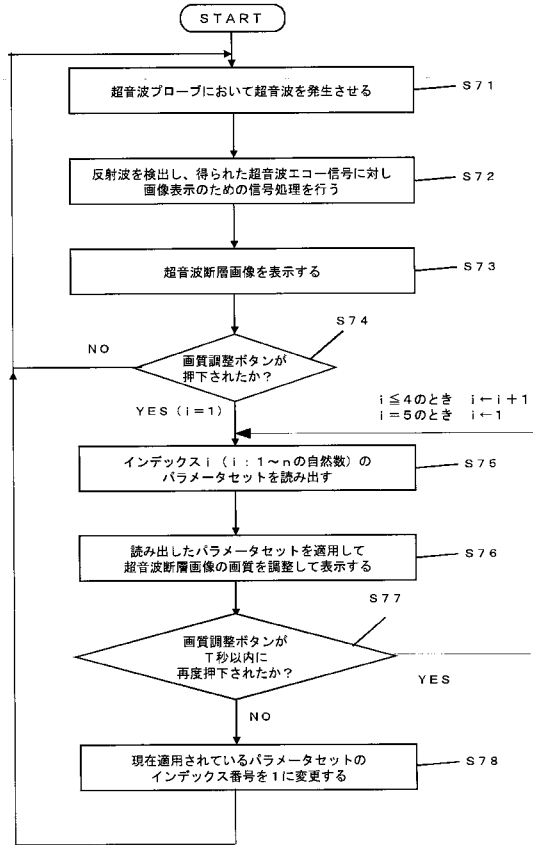 START
超音波プローブにおいて超音波を発生させる
S71
反射波を検出し、得られた超音波エコー信号に対し
画像表示のための信号処理を行う
S72
超音波断層画像を表示する
S73
S74
画質調整ボタンが
押下されたか？
NO
YES（i=1）
i≦4のとき i←i+1
i=5のとき i←1
インデックスi（i：1〜nの自然数）の
パラメータセットを読み出す
S75
読み出したパラメータセットを適用して
超音波断層画像の画質を調整して表示する
S76
S77
画質調整ボタンが
T秒以内に
再度押下されたか？
YES
NO
現在適用されているパラメータセットの
インデックス番号を1に変更する
S78